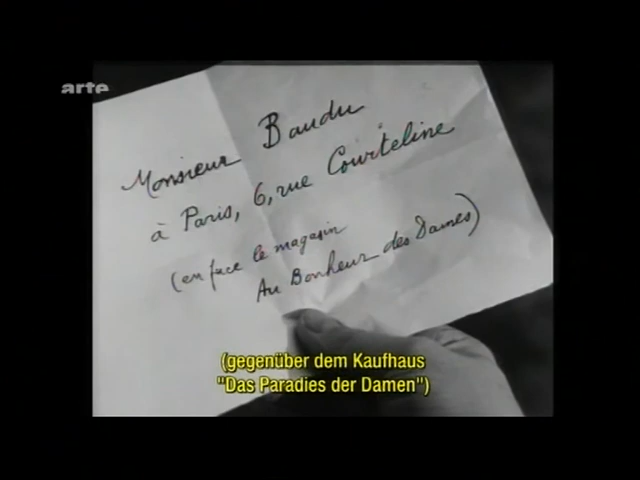 arte
Monsieur Baudu
à Paris, 6, rue Courteline
(en face le magasin
Au Bonheur des Dames)
(gegenüber dem Kaufhaus
"Das Paradies der Damen")